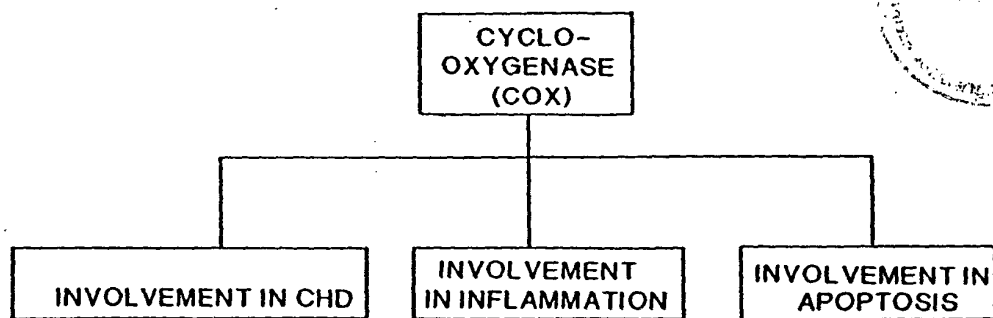 CYCLO-
OXYGENASE
(COX)
INVOLVEMENT IN CHD
INVOLVEMENT
IN INFLAMMATION
INVOLVEMENT IN
APOPTOSIS